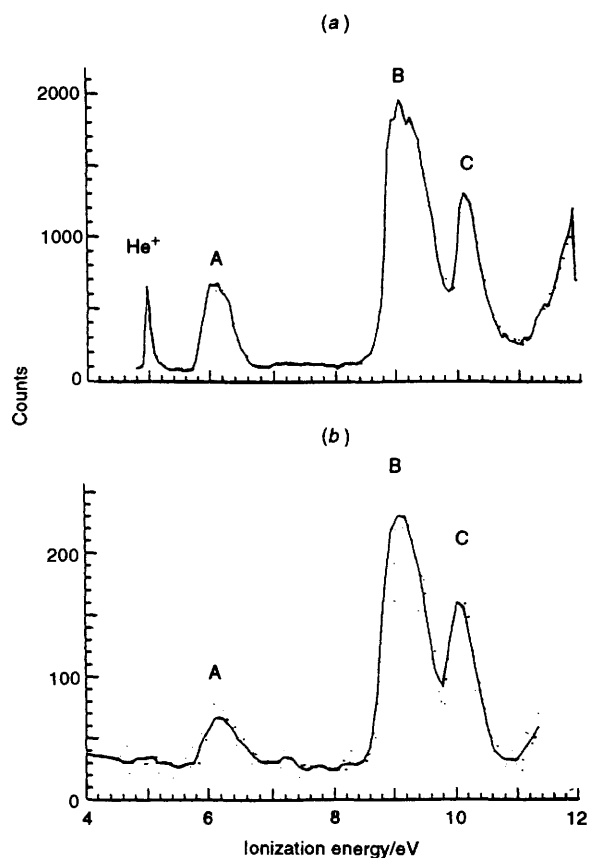 (a)
B
2000
C
He+
A
1000
0
Counts
(b)
B
C
200
A
100
0
4 6 8 10 12
Ionization energy/eV